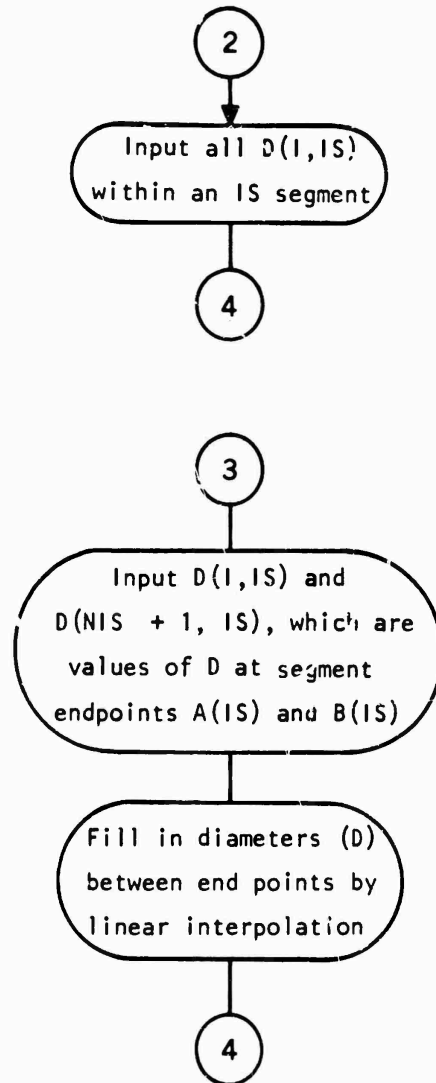 2
Input all D(I,IS)
within an IS segment
4
3
Input D(I,IS) and
D(NIS + 1, IS), which are
values of D at segment
endpoints A(IS) and B(IS)
Fill in diameters (D)
between end points by
linear interpolation
4